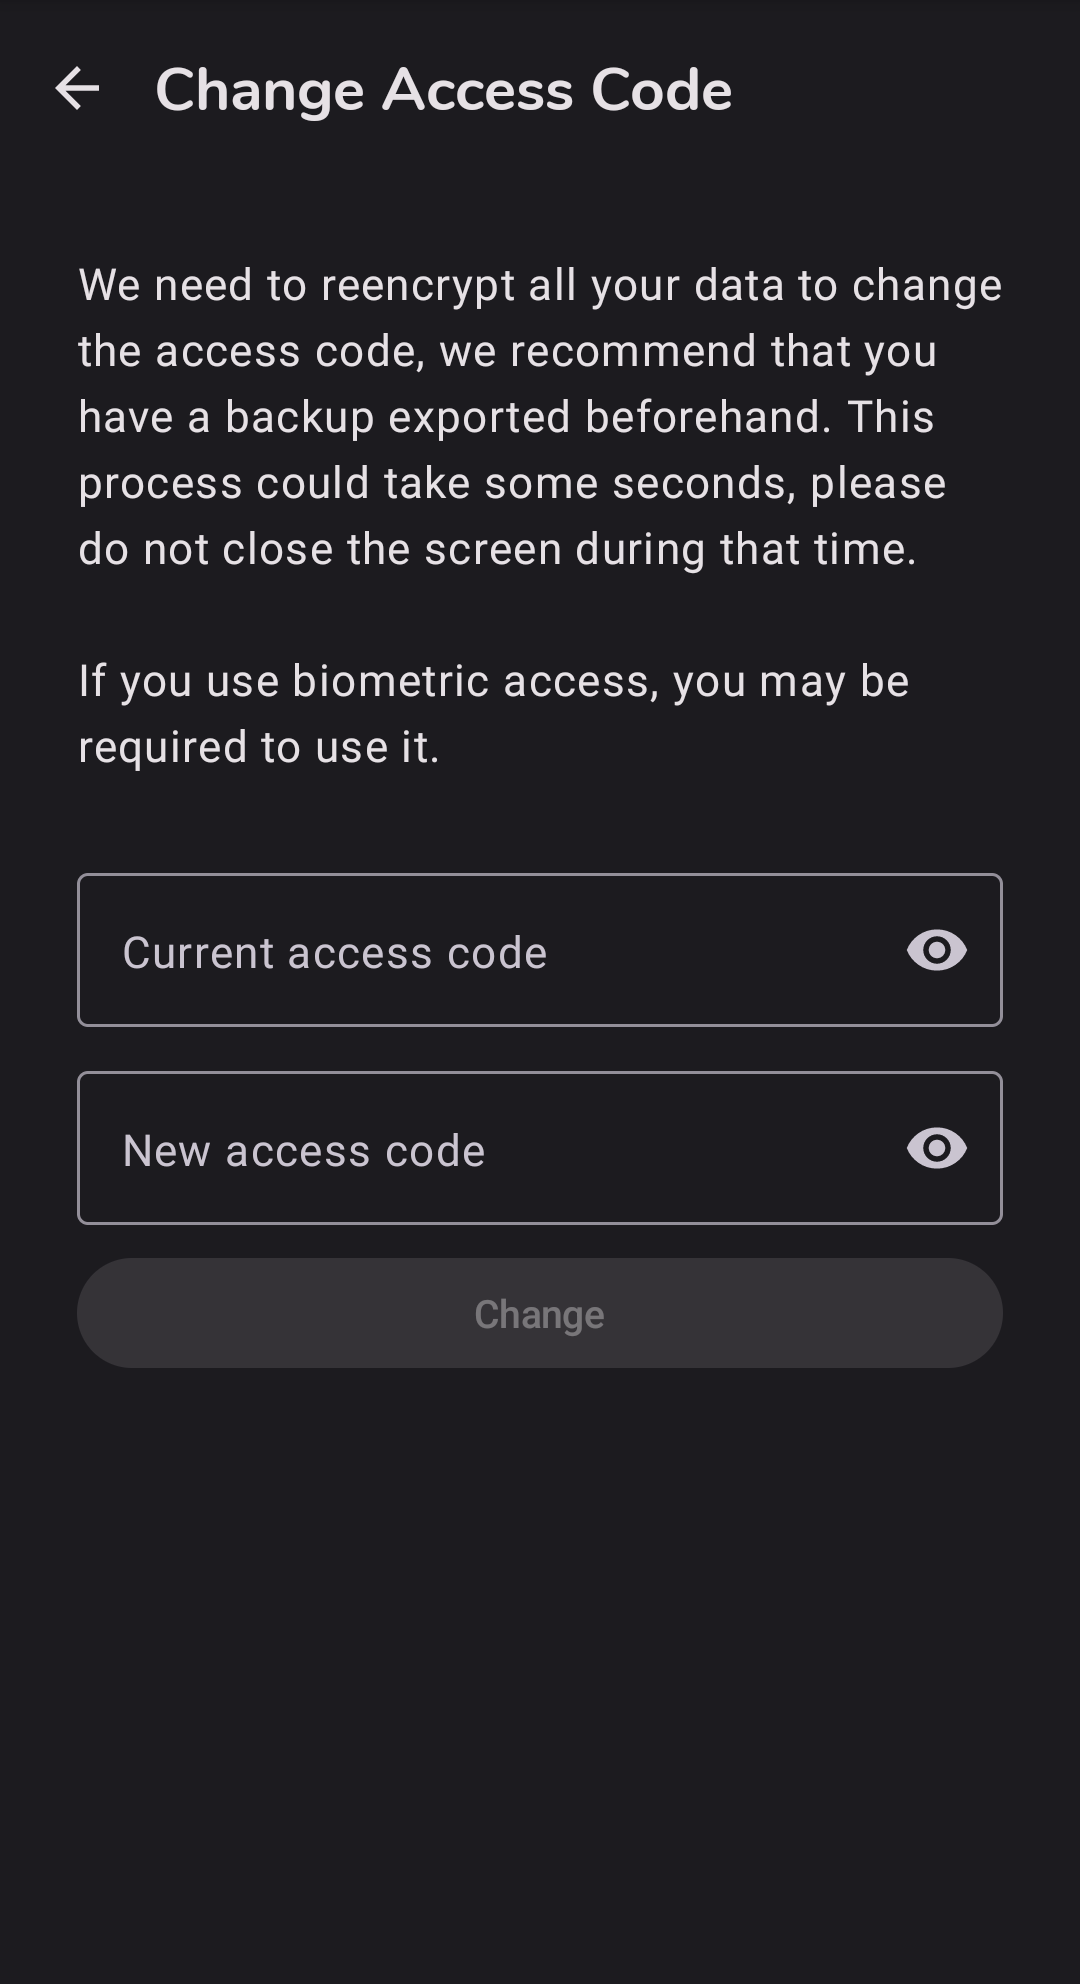 Change Access Code
We need to reencrypt all your data to change
the access code, we recommend that you
have a backup exported beforehand. This
process could take some seconds, please
do not close the screen during that time.
If you use biometric access, you may be
required to use it.
Current access code
New access code
Change